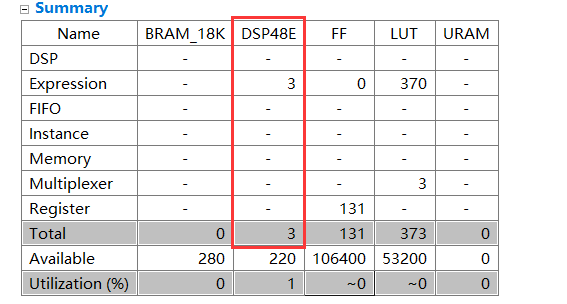 Summary
Name BRAM_18K DSP48E FF LUT URAM
DSP - - - - -
Expression - 3 0 370 -
FIFO - - - - -
Instance - - - - -
Memory - - - - -
Multiplexer - - - 3 -
Register - - 131 - -
Total 0 3 131 373 0
Available 280 220 106400 53200 0
Utilization (%) 0 1 ~0 ~0 0